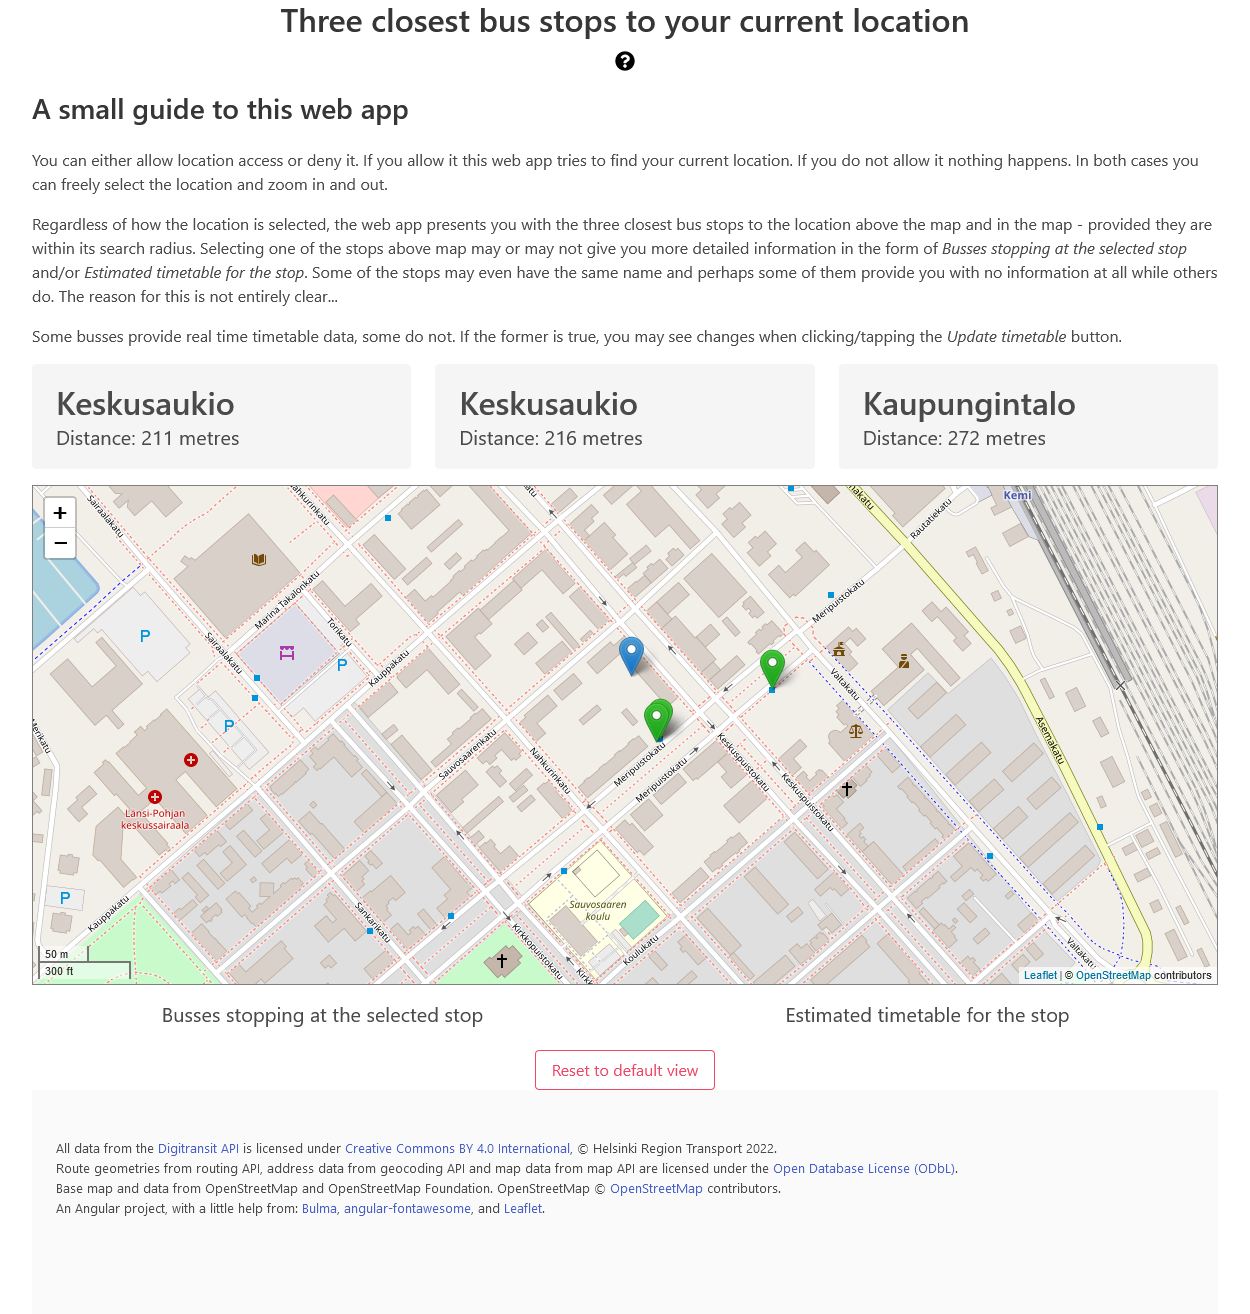 Three closest bus stops to your current location
?
A small guide to this web app
You can either allow location access or deny it. If you allow it this web app tries to find your current location. If you do not allow it nothing happens. In both cases you
can freely select the location and zoom in and out.
Regardless of how the location is selected, the web app presents you with the three closest bus stops to the location above the map and in the map - provided they are
within its search radius. Selecting one of the stops above map may or may not give you more detailed information in the form of Busses stopping at the selected stop
and/or Estimated timetable for the stop. Some of the stops may even have the same name and perhaps some of them provide you with no information at all while others
do. The reason for this is not entirely clear...
Some busses provide real time timetable data, some do not. If the former is true, you may see changes when clicking/tapping the Update timetable button.
Keskusaukio
Distance: 211 metres
Keskusaukio
Distance: 216 metres
Kaupungintalo
Distance: 272 metres
+
−
Sairaalakatu
Nahkurinkatu
Kemi
Rautatiekatu
Marina Takalonkatu
Meripuistokatu
Torikatu
Sairaalakatu
P
P
Kauppakatu
Valtakatu
Merikatu
P
Sauvosaarenkatu
Nahkurinkatu
Meripuistokatu
Meripuistokatu
Keskuspuistokatu
Keskuspuistokatu
Asemakatu
Länsi-Pohjan
keskussairaala
P
Kauppakatu
Sankarikatu
Sauvosaaren
koulu
Kirkkopuistokatu
Koulukatu
Valtakatu
50 m
300 ft
Leaflet | © OpenStreetMap contributors
Busses stopping at the selected stop
Estimated timetable for the stop
Reset to default view
All data from the Digitransit API is licensed under Creative Commons BY 4.0 International, © Helsinki Region Transport 2022.
Route geometries from routing API, address data from geocoding API and map data from map API are licensed under the Open Database License (ODbL).
Base map and data from OpenStreetMap and OpenStreetMap Foundation. OpenStreetMap © OpenStreetMap contributors.
An Angular project, with a little help from: Bulma, angular-fontawesome, and Leaflet.